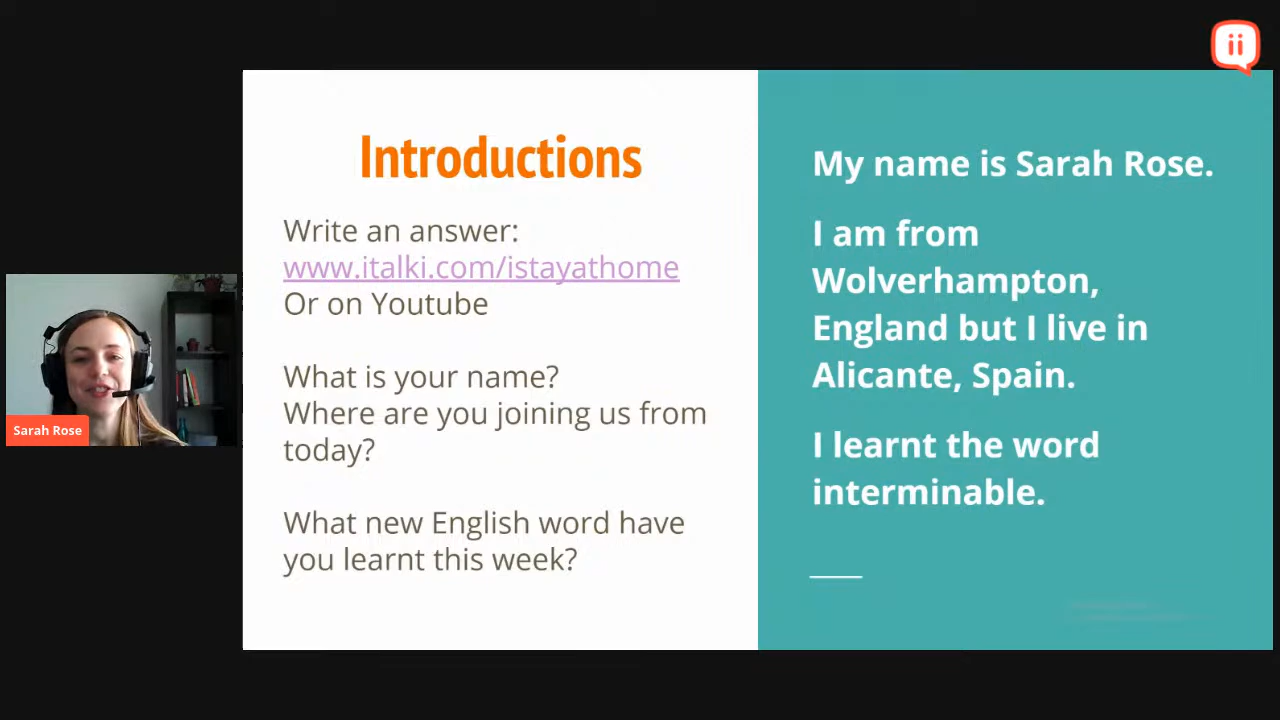 Introductions
Write an answer:
www.italki.com/istayathome
Or on Youtube
What is your name?
Where are you joining us from
today?
What new English word have
you learnt this week?
My name is Sarah Rose.
I am from
Wolverhampton,
England but I live in
Alicante, Spain.
I learnt the word
interminable.
Sarah Rose
ii